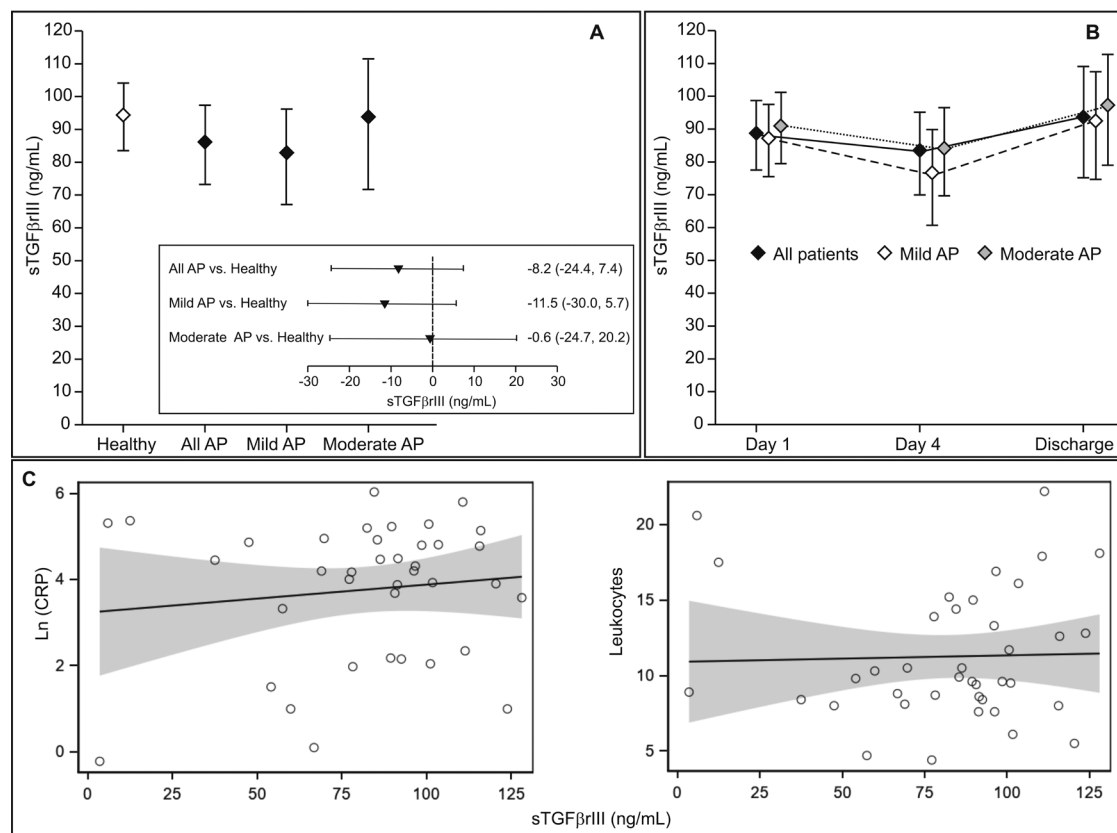 A
120
110
100
90
80
70
60
50
40
30
20
10
0
sTGFβrIII (ng/mL)
Healthy All AP Mild AP Moderate AP
All AP vs. Healthy -8.2 (-24.4, 7.4)
Mild AP vs. Healthy -11.5 (-30.0, 5.7)
Moderate AP vs. Healthy -0.6 (-24.7, 20.2)
-30 -20 -10 0 10 20 30
sTGFβrIII (ng/mL)
B
120
110
100
90
80
70
60
50
40
30
20
10
0
sTGFβrIII (ng/mL)
All patients Mild AP Moderate AP
Day 1 Day 4 Discharge
C
6
4
2
0
Ln (CRP)
0 25 50 75 100 125
20
15
10
5
Leukocytes
0 25 50 75 100 125
sTGFβrIII (ng/mL)